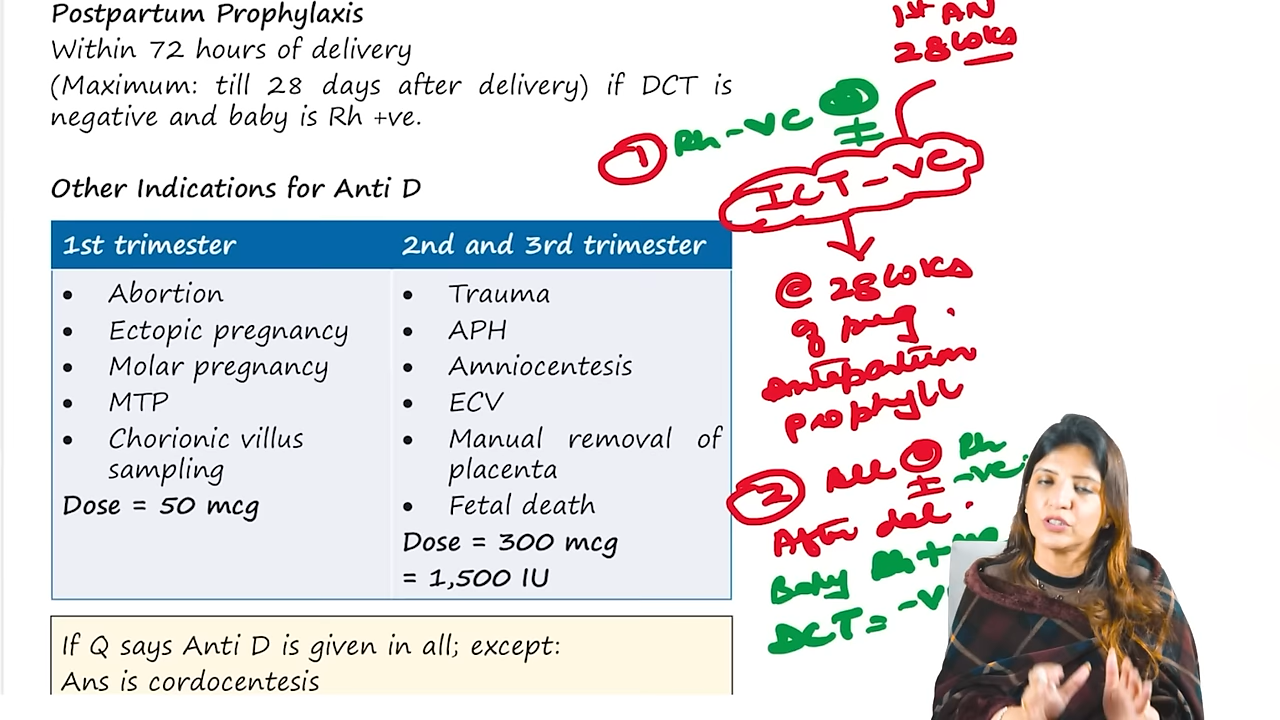 Postpartum Prophylaxis
Within 72 hours of delivery
(Maximum: till 28 days after delivery) if DCT is
negative and baby is Rh +ve.
Other Indications for Anti D
1st trimester
• Abortion
• Ectopic pregnancy
• Molar pregnancy
• MTP
• Chorionic villus
sampling
Dose = 50 mcg
2nd and 3rd trimester
• Trauma
• APH
• Amniocentesis
• ECV
• Manual removal of
placenta
• Fetal death
Dose = 300 mcg
= 1,500 IU
If Q says Anti D is given in all; except:
Ans is cordocentesis
1st AN
28 wks
1 Rh -ve
ICT -ve
@ 28 wks
of preg.
Antepartum
prophyll
2 All Rh
-ve.
After del.
Baby Rh +ve
DCT = -v